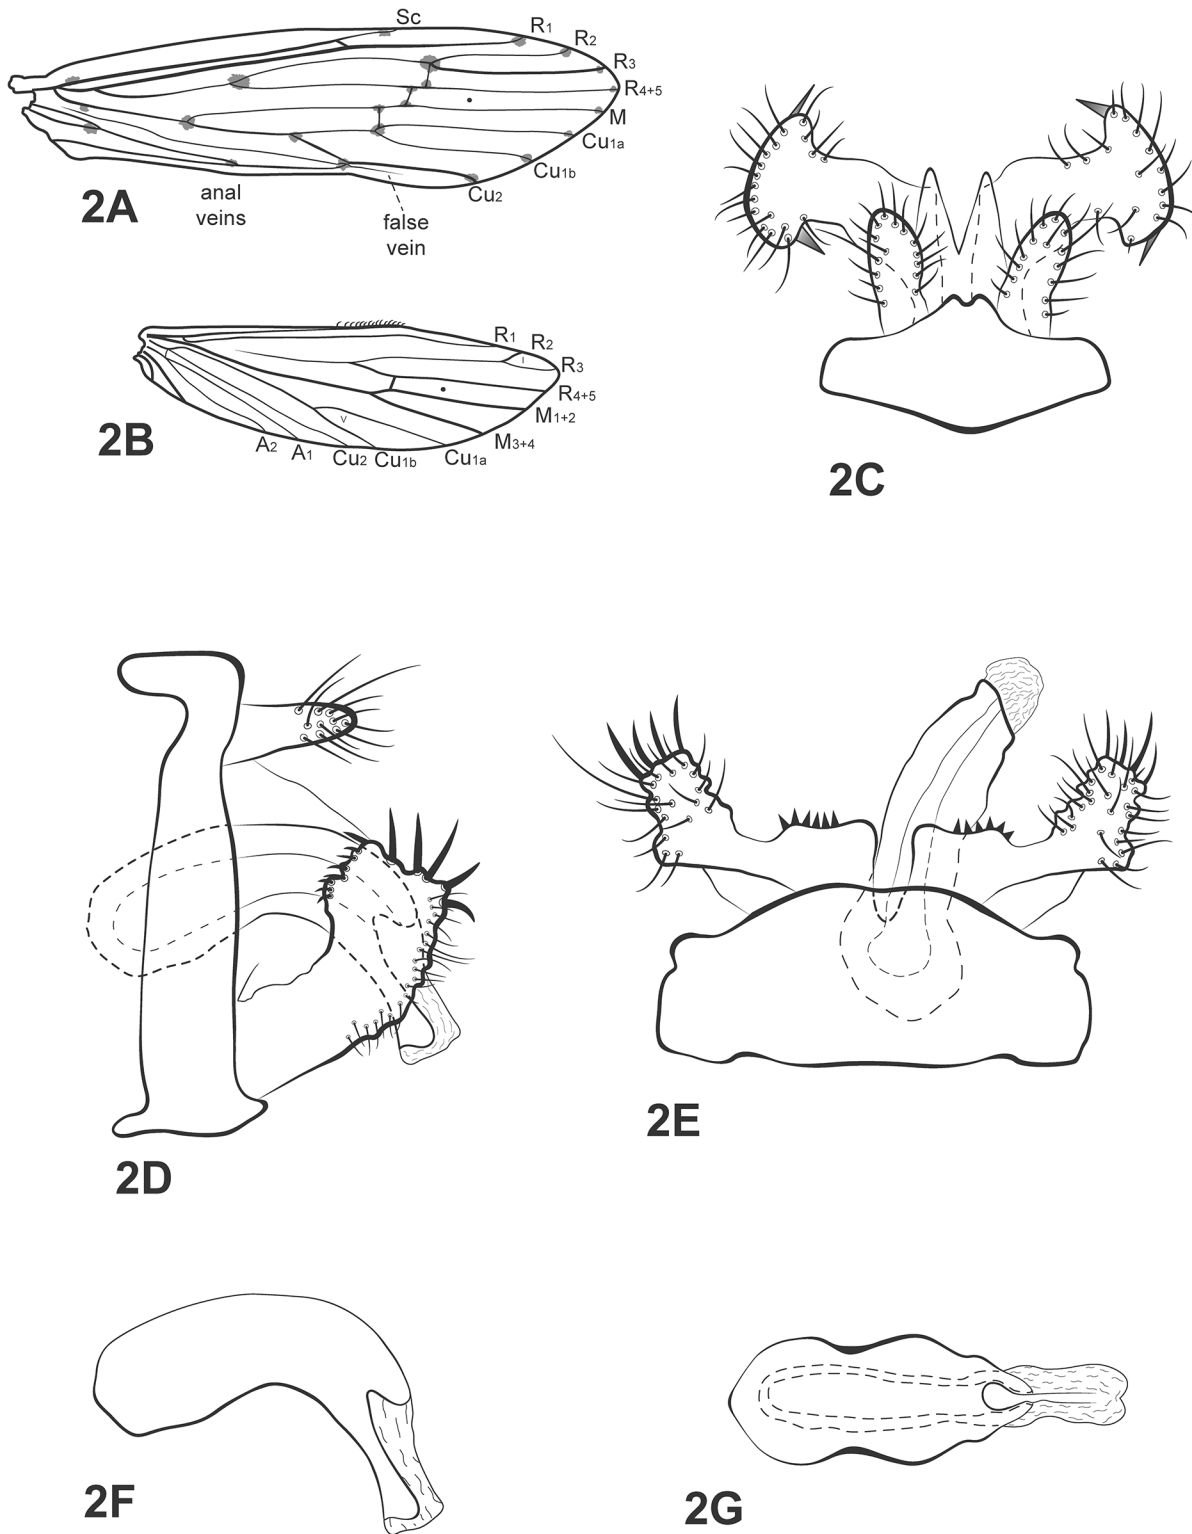 Sc
R1
R2
R3
R4+5
M
Cu1a
Cu1b
Cu2
anal
veins
false
vein
2A
R1
R2
R3
R4+5
M1+2
M3+4
Cu1a
Cu1b
Cu2
A1
A2
I
V
2B
2C
2D
2E
2F
2G